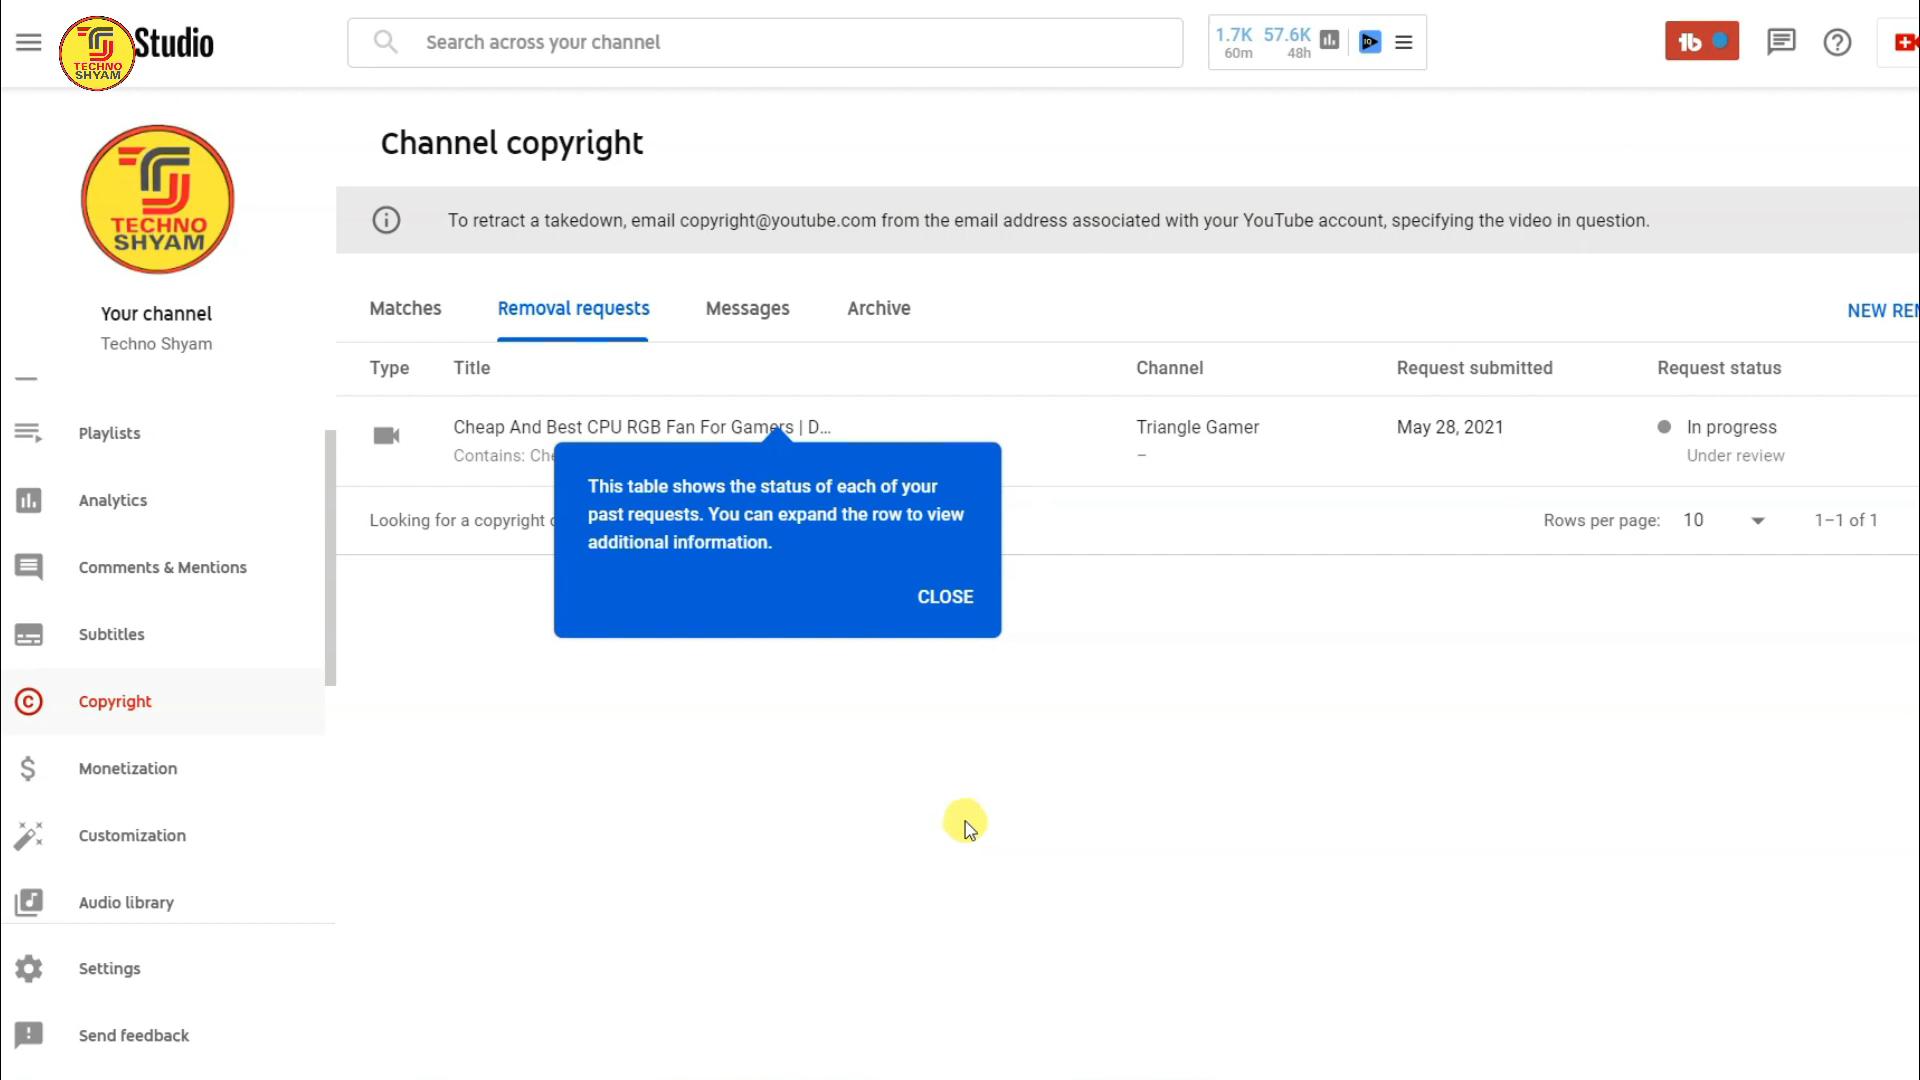 TECHNO
SHYAM
Studio
Search across your channel
1.7K 57.6K
60m 48h
Channel copyright
TECHNO
SHYAM
To retract a takedown, email copyright@youtube.com from the email address associated with your YouTube account, specifying the video in question.
Your channel
Techno Shyam
Matches Removal requests Messages Archive
Type Title Channel Request submitted Request status
Cheap And Best CPU RGB Fan For Gamers | D... Triangle Gamer May 28, 2021 In progress
Contains: – Under review
This table shows the status of each of your
past requests. You can expand the row to view
additional information.
CLOSE
Looking for a copyright Rows per page: 10 1–1 of 1
Playlists
Analytics
Comments & Mentions
Subtitles
Copyright
Monetization
Customization
Audio library
Settings
Send feedback